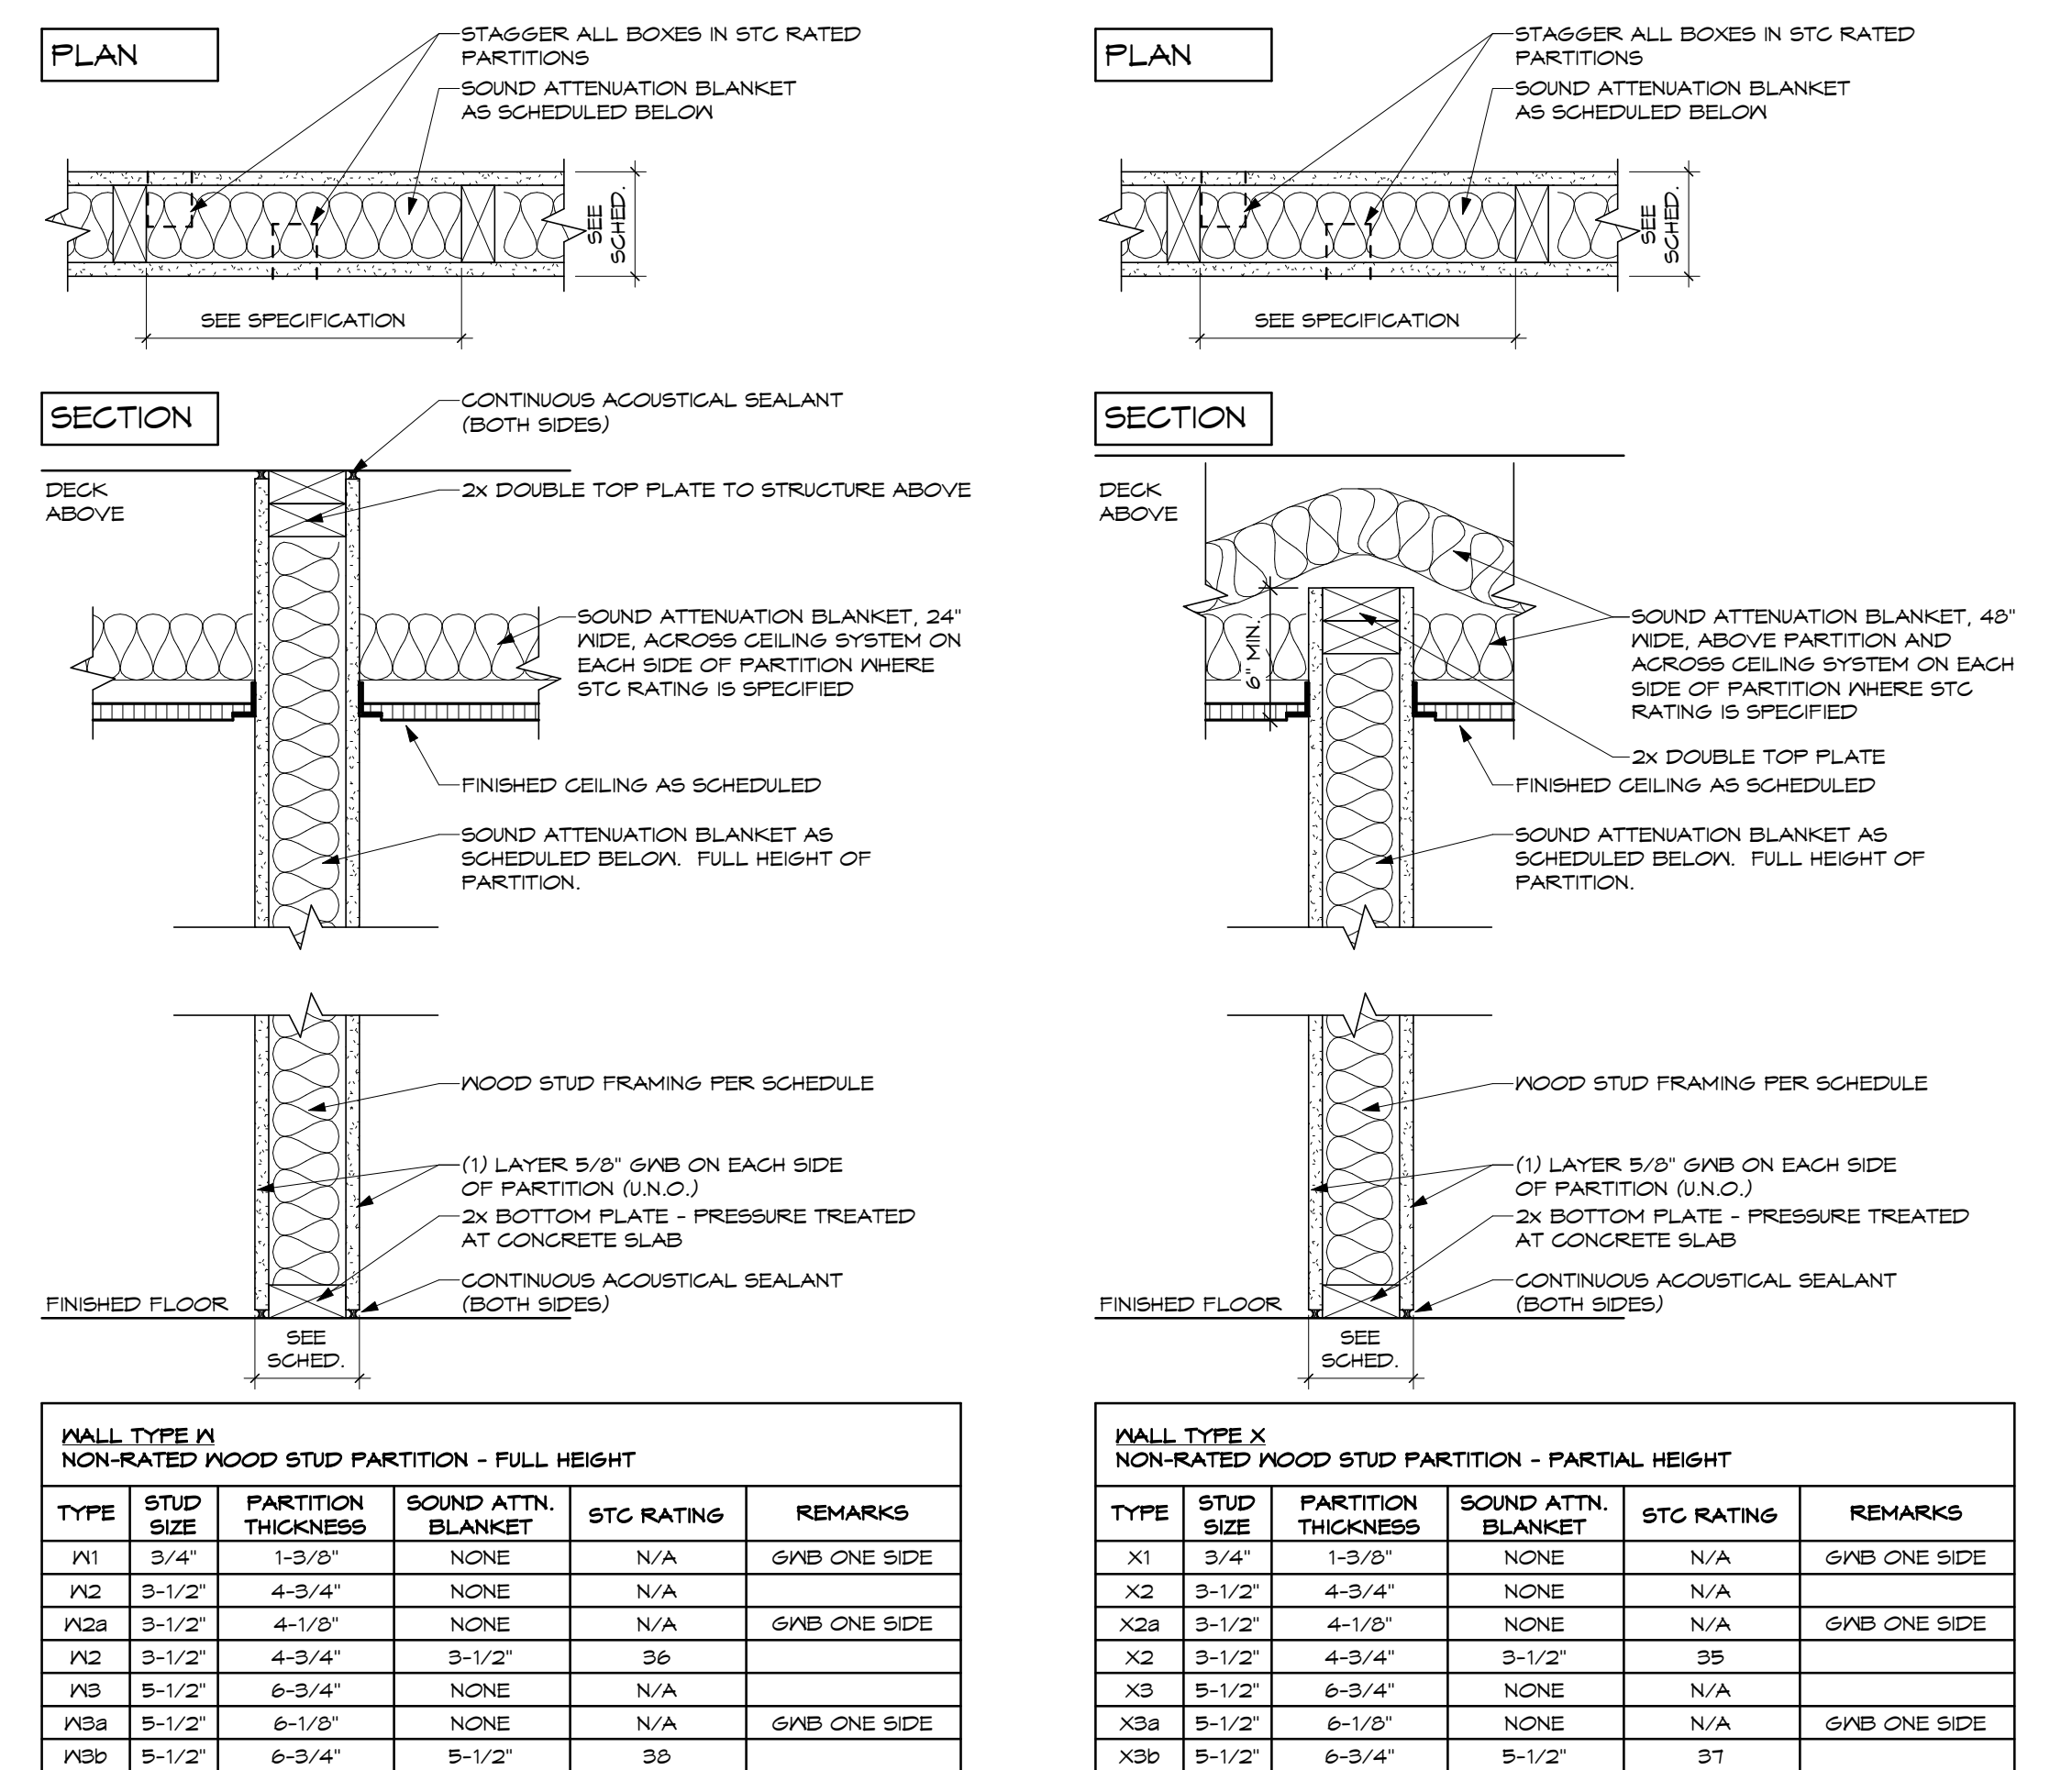 PLAN
STAGGER ALL BOXES IN STC RATED
PARTITIONS
SOUND ATTENUATION BLANKET
AS SCHEDULED BELOW
SEE
SCHED.
SEE SPECIFICATION
SECTION
CONTINUOUS ACOUSTICAL SEALANT
(BOTH SIDES)
DECK
ABOVE
2x DOUBLE TOP PLATE TO STRUCTURE ABOVE
SOUND ATTENUATION BLANKET, 24"
WIDE, ACROSS CEILING SYSTEM ON
EACH SIDE OF PARTITION WHERE
STC RATING IS SPECIFIED
FINISHED CEILING AS SCHEDULED
SOUND ATTENUATION BLANKET AS
SCHEDULED BELOW. FULL HEIGHT OF
PARTITION.
WOOD STUD FRAMING PER SCHEDULE
(1) LAYER 5/8" GWB ON EACH SIDE
OF PARTITION (U.N.O.)
2x BOTTOM PLATE - PRESSURE TREATED
AT CONCRETE SLAB
CONTINUOUS ACOUSTICAL SEALANT
(BOTH SIDES)
FINISHED FLOOR
SEE
SCHED.
WALL TYPE W
NON-RATED WOOD STUD PARTITION - FULL HEIGHT
TYPE STUD SIZE PARTITION THICKNESS SOUND ATTN. BLANKET STC RATING REMARKS
W1 3/4" 1-3/8" NONE N/A GWB ONE SIDE
W2 3-1/2" 4-3/4" NONE N/A
W2a 3-1/2" 4-1/8" NONE N/A GWB ONE SIDE
W2 3-1/2" 4-3/4" 3-1/2" 36
W3 5-1/2" 6-3/4" NONE N/A
W3a 5-1/2" 6-1/8" NONE N/A GWB ONE SIDE
W3b 5-1/2" 6-3/4" 5-1/2" 38
PLAN
STAGGER ALL BOXES IN STC RATED
PARTITIONS
SOUND ATTENUATION BLANKET
AS SCHEDULED BELOW
SEE
SCHED.
SEE SPECIFICATION
SECTION
DECK
ABOVE
6" MIN.
SOUND ATTENUATION BLANKET, 48"
WIDE, ABOVE PARTITION AND
ACROSS CEILING SYSTEM ON EACH
SIDE OF PARTITION WHERE STC
RATING IS SPECIFIED
2x DOUBLE TOP PLATE
FINISHED CEILING AS SCHEDULED
SOUND ATTENUATION BLANKET AS
SCHEDULED BELOW. FULL HEIGHT OF
PARTITION.
WOOD STUD FRAMING PER SCHEDULE
(1) LAYER 5/8" GWB ON EACH SIDE
OF PARTITION (U.N.O.)
2x BOTTOM PLATE - PRESSURE TREATED
AT CONCRETE SLAB
CONTINUOUS ACOUSTICAL SEALANT
(BOTH SIDES)
FINISHED FLOOR
SEE
SCHED.
WALL TYPE X
NON-RATED WOOD STUD PARTITION - PARTIAL HEIGHT
TYPE STUD SIZE PARTITION THICKNESS SOUND ATTN. BLANKET STC RATING REMARKS
X1 3/4" 1-3/8" NONE N/A GWB ONE SIDE
X2 3-1/2" 4-3/4" NONE N/A
X2a 3-1/2" 4-1/8" NONE N/A GWB ONE SIDE
X2 3-1/2" 4-3/4" 3-1/2" 35
X3 5-1/2" 6-3/4" NONE N/A
X3a 5-1/2" 6-1/8" NONE N/A GWB ONE SIDE
X3b 5-1/2" 6-3/4" 5-1/2" 37